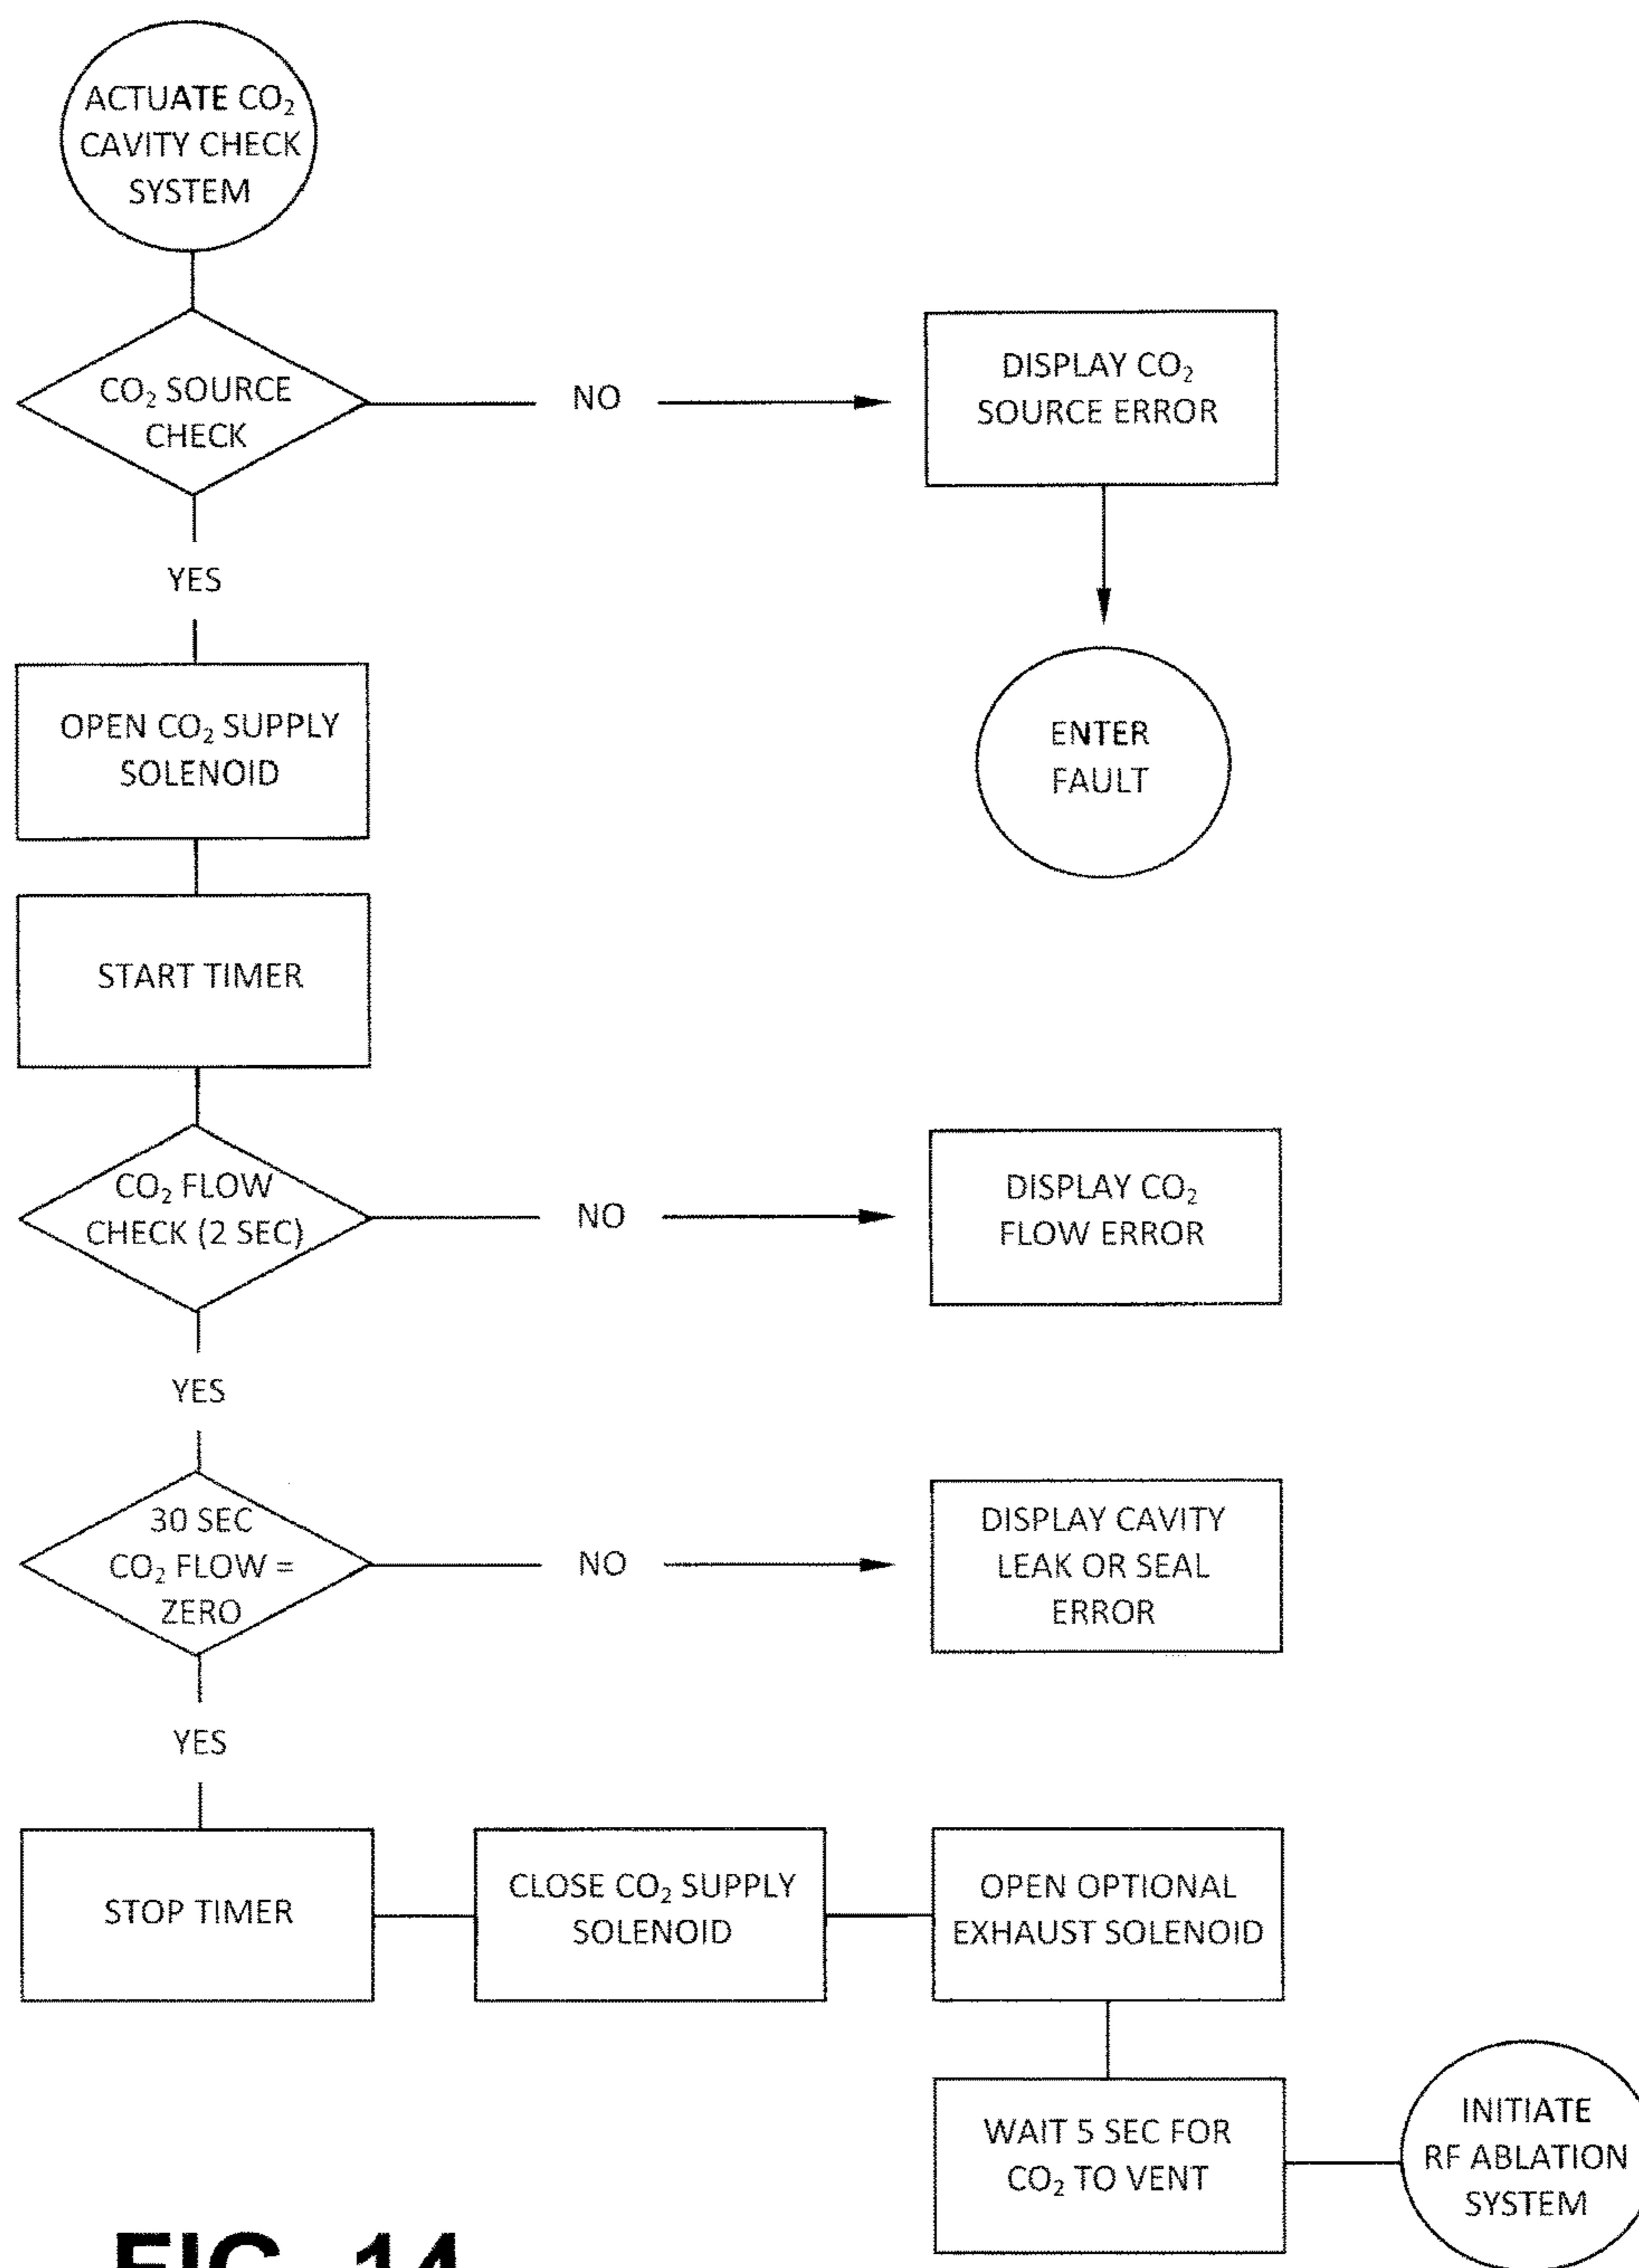 ACTUATE CO₂
CAVITY CHECK
SYSTEM
CO₂ SOURCE
CHECK
NO
DISPLAY CO₂
SOURCE ERROR
YES
ENTER
FAULT
OPEN CO₂ SUPPLY
SOLENOID
START TIMER
CO₂ FLOW
CHECK (2 SEC)
NO
DISPLAY CO₂
FLOW ERROR
YES
30 SEC
CO₂ FLOW =
ZERO
NO
DISPLAY CAVITY
LEAK OR SEAL
ERROR
YES
STOP TIMER
CLOSE CO₂ SUPPLY
SOLENOID
OPEN OPTIONAL
EXHAUST SOLENOID
WAIT 5 SEC FOR
CO₂ TO VENT
INITIATE
RF ABLATION
SYSTEM
FIG. 14